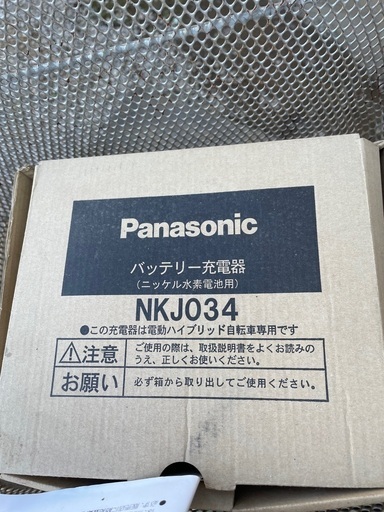 Panasonic
バッテリー充電器
(ニッケル水素電池用)
NKJ034
●この充電器は電動ハイブリッド自転車専用です
⚠注意
ご使用の際は、取扱説明書をよくお読みの
うえ、正しくお使いください。
お願い
必ず箱から取り出してご使用ください。